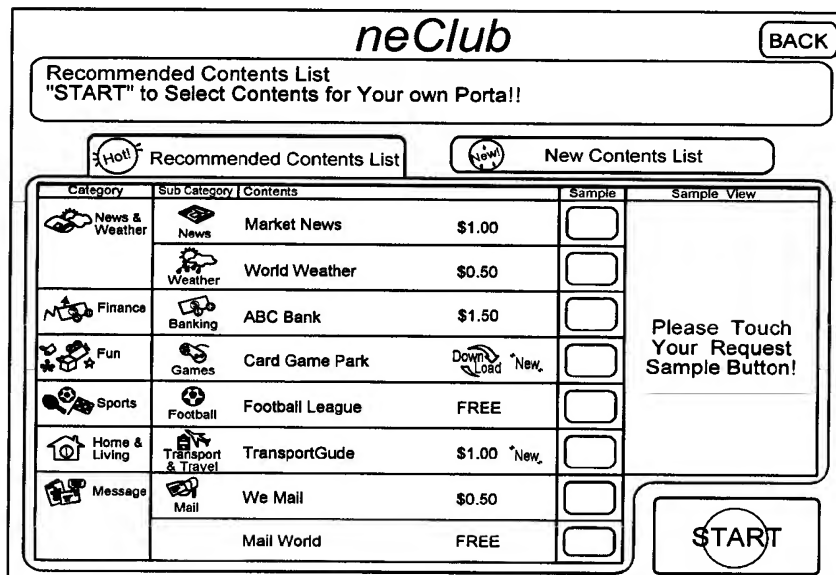 neClub
BACK
Recommended Contents List
"START" to Select Contents for Your own Porta!!
Hot! Recommended Contents List
New! New Contents List
Category Sub Category Contents Sample Sample View
News & Weather News Market News $1.00
Weather World Weather $0.50
Finance Banking ABC Bank $1.50
Fun Games Card Game Park Down Load "New"
Sports Football Football League FREE
Home & Living Transport & Travel TransportGude $1.00 "New"
Message Mail We Mail $0.50
Mail World FREE
Please Touch
Your Request
Sample Button!
START